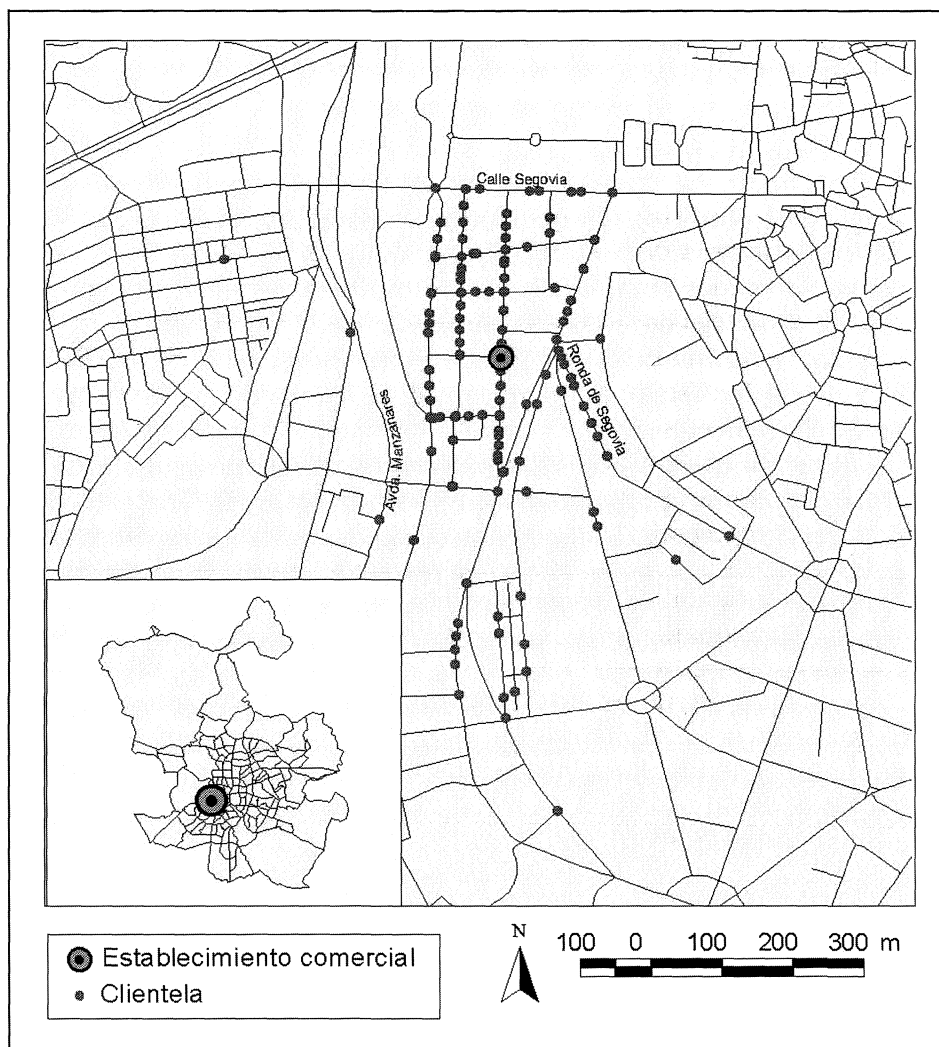 Calle Segovia
Ronda de Segovia
Avda. Manzanares
Establecimiento comercial
Clientela
N
100 0 100 200 300 m